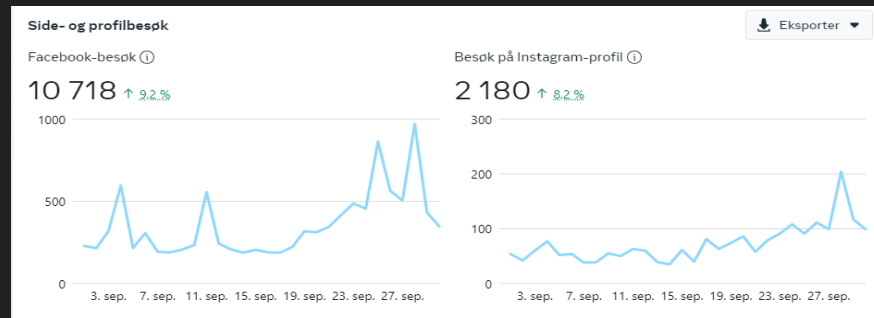 Side- og profilbesøk
Eksporter
Facebook-besøk
10 718 ↑ 9,2 %
1000
500
0
3. sep. 7. sep. 11. sep. 15. sep. 19. sep. 23. sep. 27. sep.
Besøk på Instagram-profil
2 180 ↑ 8,2 %
300
200
100
0
3. sep. 7. sep. 11. sep. 15. sep. 19. sep. 23. sep. 27. sep.